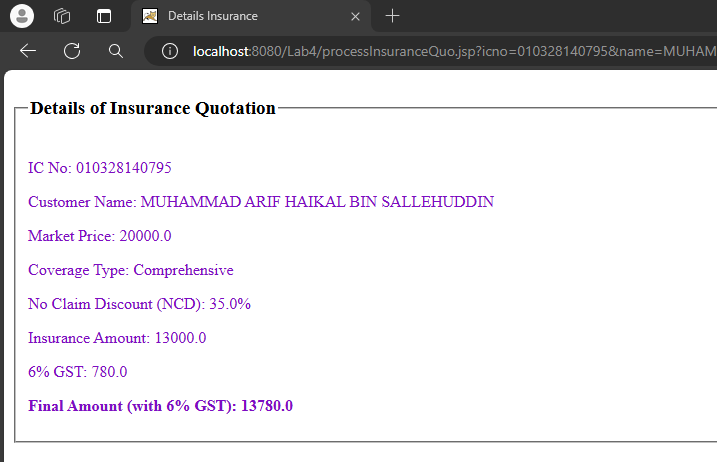 Details Insurance
localhost:8080/Lab4/processInsuranceQuo.jsp?icno=010328140795&name=MUHAM
Details of Insurance Quotation
IC No: 010328140795
Customer Name: MUHAMMAD ARIF HAIKAL BIN SALLEHUDDIN
Market Price: 20000.0
Coverage Type: Comprehensive
No Claim Discount (NCD): 35.0%
Insurance Amount: 13000.0
6% GST: 780.0
Final Amount (with 6% GST): 13780.0